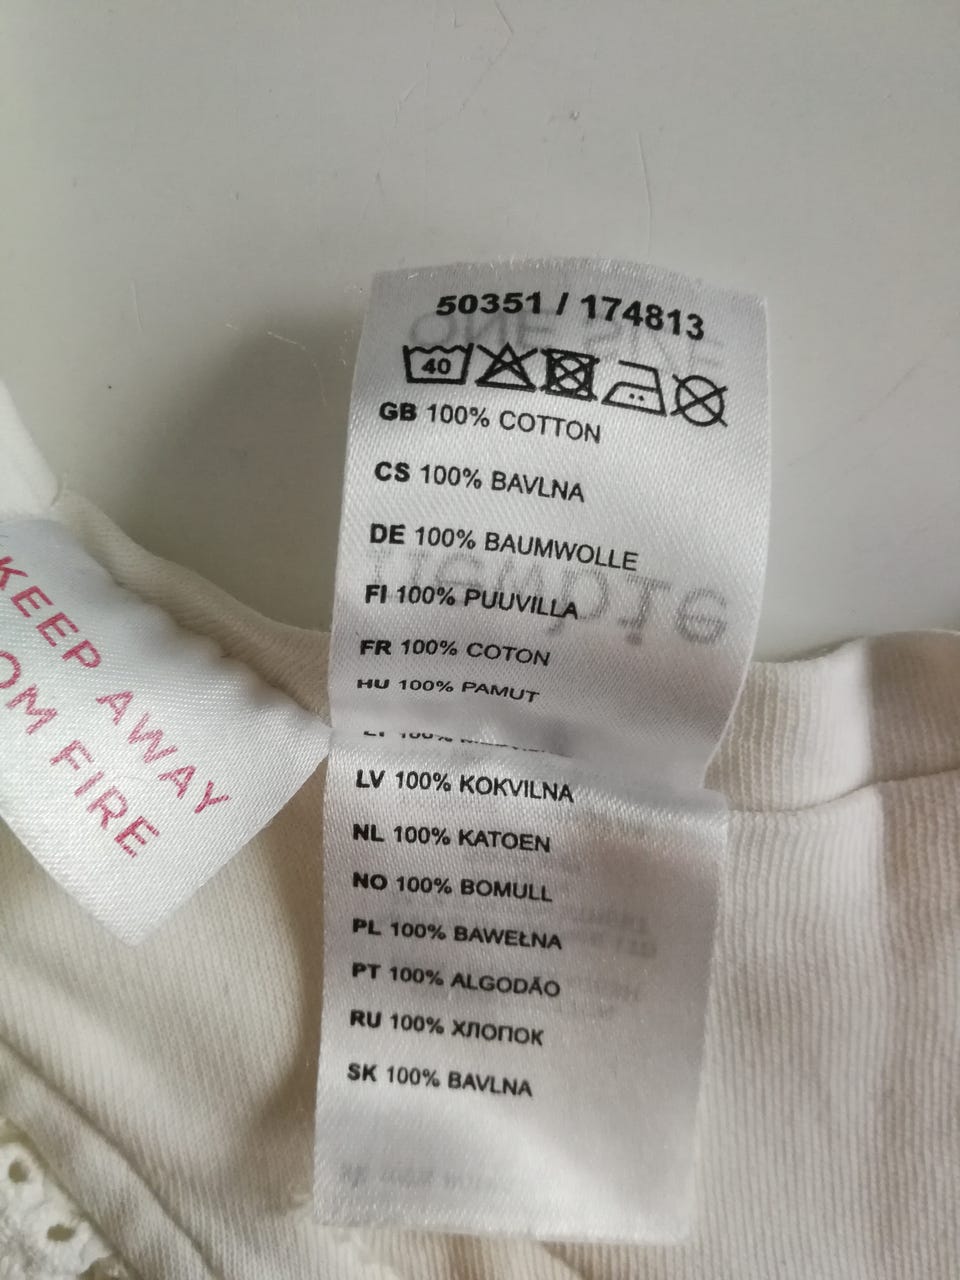 50351 / 174813
40
GB 100% COTTON
CS 100% BAVLNA
DE 100% BAUMWOLLE
FI 100% PUUVILLA
FR 100% COTON
HU 100% PAMUT
LV 100% KOKVILNA
NL 100% KATOEN
NO 100% BOMULL
PL 100% BAWEŁNA
PT 100% ALGODÃO
RU 100% ХЛОПОК
SK 100% BAVLNA
KEEP AWAY
FIRE